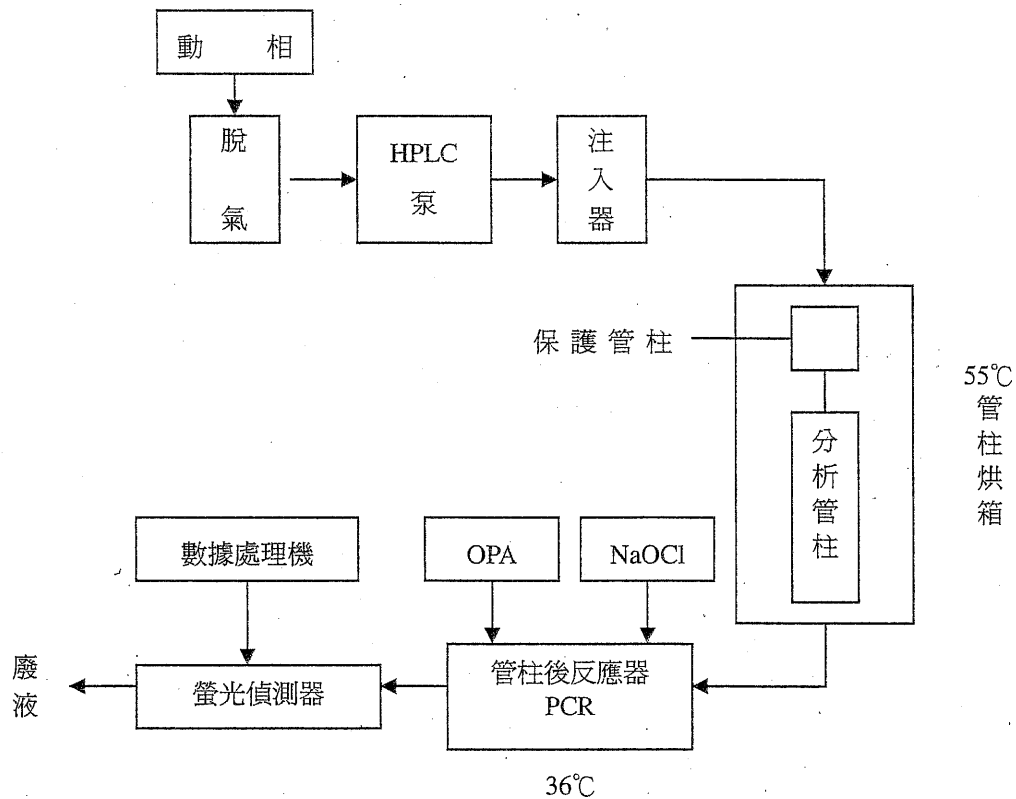 動 相
脫氣
HPLC
泵
注入器
保護管柱
55℃
管柱烘箱
分析管柱
數據處理機
OPA
NaOCl
廢液
螢光偵測器
管柱後反應器
PCR
36℃